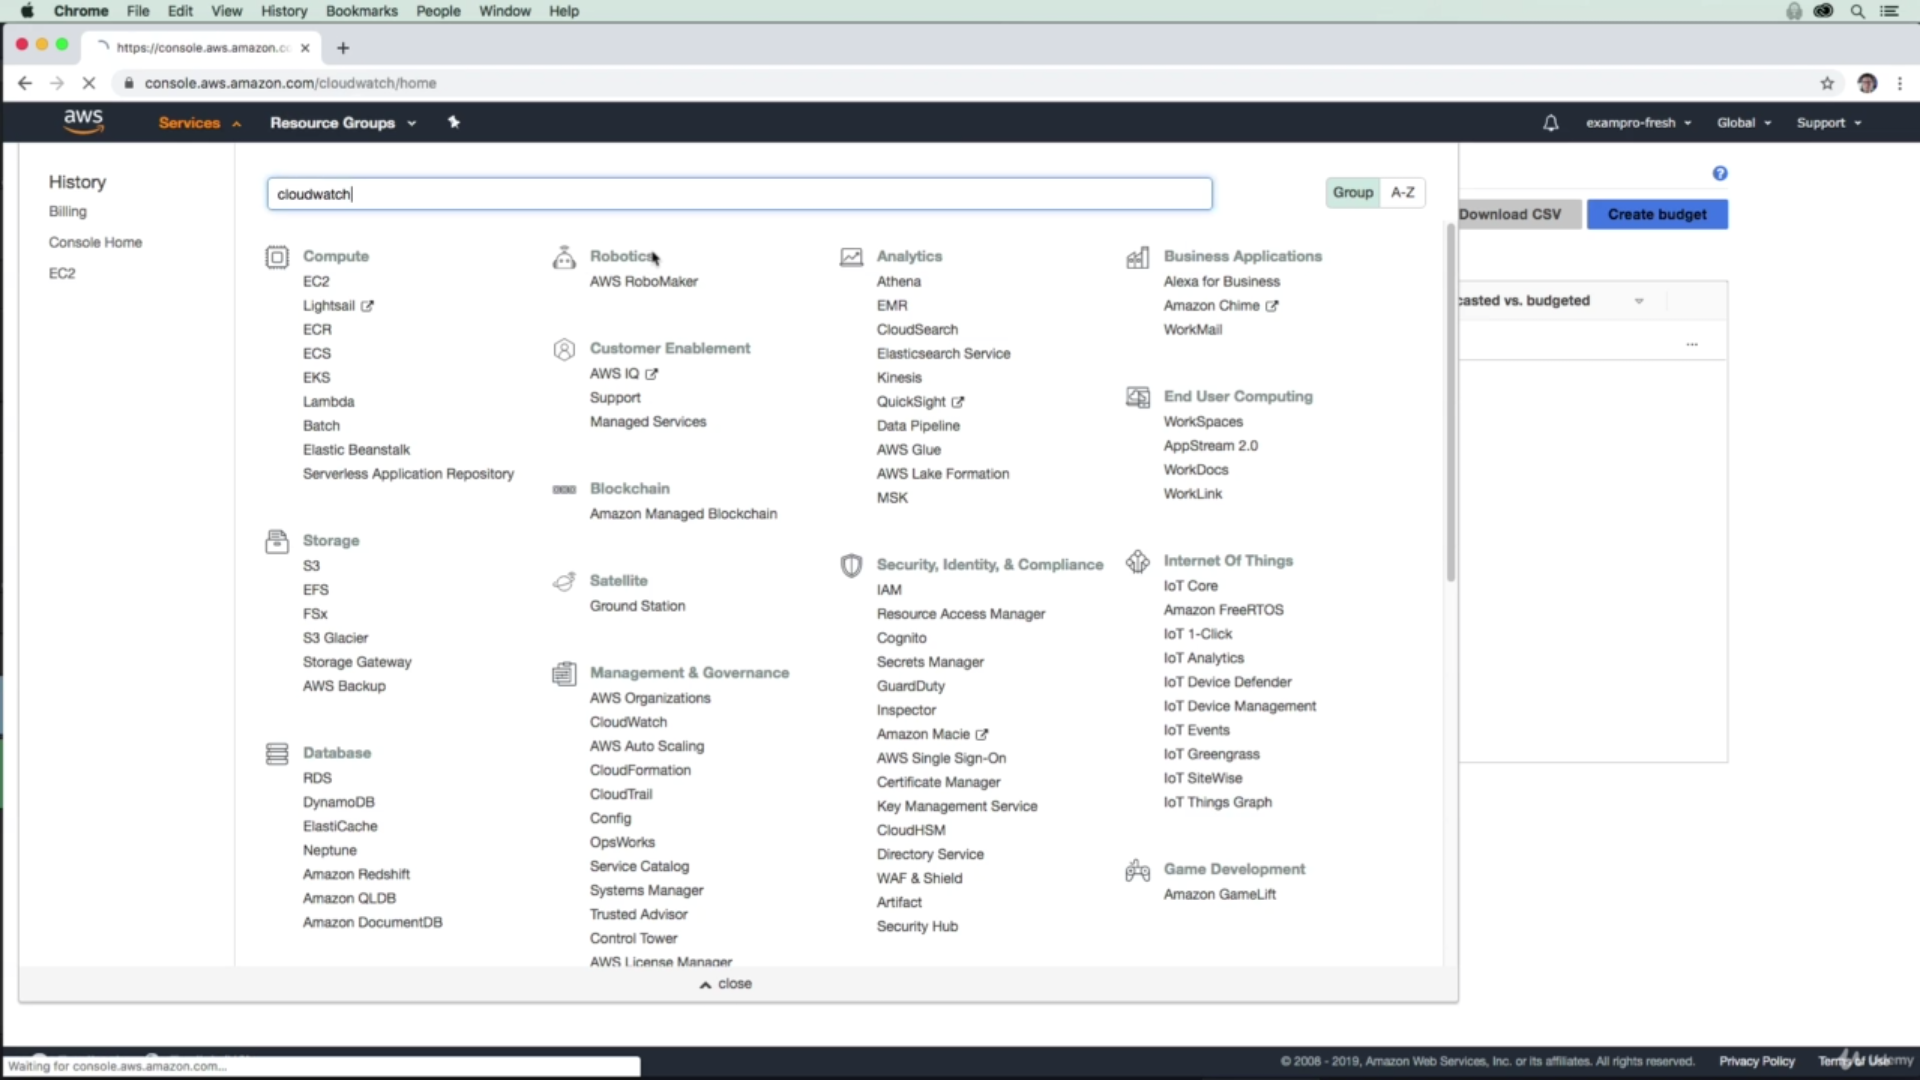 Chrome File Edit View History Bookmarks People Window Help
https://console.aws.amazon.co
console.aws.amazon.com/cloudwatch/home
aws Services Resource Groups exampro-fresh Global Support
History
Billing
Console Home
EC2
cloudwatch
Group A-Z
Compute
EC2
Lightsail
ECR
ECS
EKS
Lambda
Batch
Elastic Beanstalk
Serverless Application Repository
Storage
S3
EFS
FSx
S3 Glacier
Storage Gateway
AWS Backup
Database
RDS
DynamoDB
ElastiCache
Neptune
Amazon Redshift
Amazon QLDB
Amazon DocumentDB
Robotics
AWS RoboMaker
Customer Enablement
AWS IQ
Support
Managed Services
Blockchain
Amazon Managed Blockchain
Satellite
Ground Station
Management & Governance
AWS Organizations
CloudWatch
AWS Auto Scaling
CloudFormation
CloudTrail
Config
OpsWorks
Service Catalog
Systems Manager
Trusted Advisor
Control Tower
AWS License Manager
Analytics
Athena
EMR
CloudSearch
Elasticsearch Service
Kinesis
QuickSight
Data Pipeline
AWS Glue
AWS Lake Formation
MSK
Security, Identity, & Compliance
IAM
Resource Access Manager
Cognito
Secrets Manager
GuardDuty
Inspector
Amazon Macie
AWS Single Sign-On
Certificate Manager
Key Management Service
CloudHSM
Directory Service
WAF & Shield
Artifact
Security Hub
Business Applications
Alexa for Business
Amazon Chime
WorkMail
End User Computing
WorkSpaces
AppStream 2.0
WorkDocs
WorkLink
Internet Of Things
IoT Core
Amazon FreeRTOS
IoT 1-Click
IoT Analytics
IoT Device Defender
IoT Device Management
IoT Events
IoT Greengrass
IoT SiteWise
IoT Things Graph
Game Development
Amazon GameLift
close
Download CSV Create budget
casted vs. budgeted
...
Waiting for console.aws.amazon.com...
© 2008 - 2019, Amazon Web Services, Inc. or its affiliates. All rights reserved. Privacy Policy Terms of Use